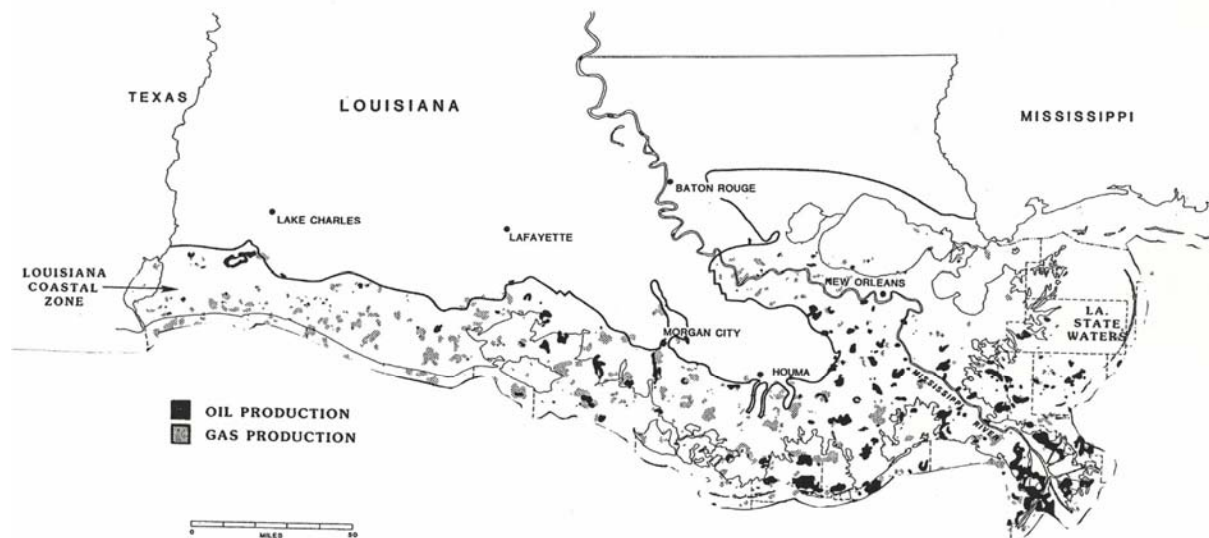 TEXAS
LOUISIANA
MISSISSIPPI
BATON ROUGE
LAKE CHARLES
LAFAYETTE
LOUISIANA
COASTAL
ZONE
NEW ORLEANS
LA.
STATE
WATERS
MORGAN CITY
HOUMA
MISSISSIPPI
RIVER
OIL PRODUCTION
GAS PRODUCTION
0
50
MILES